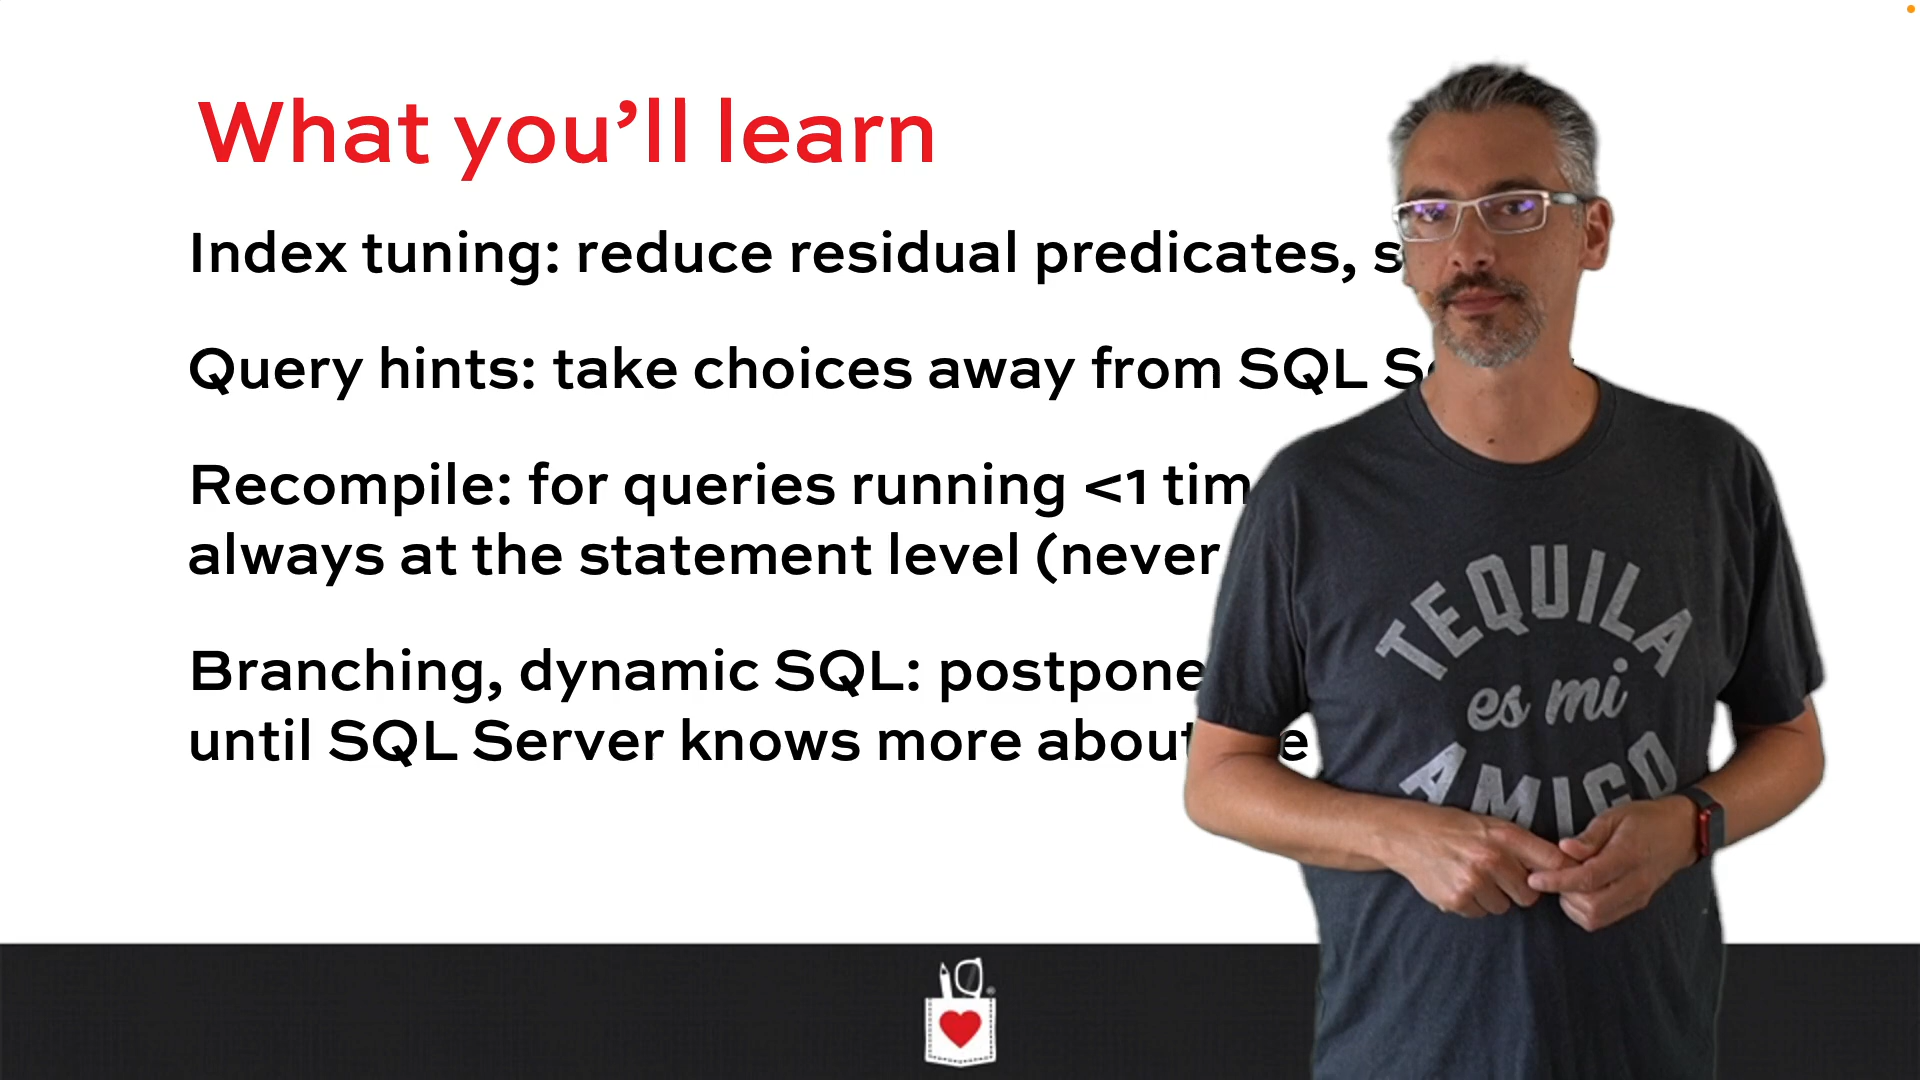 What you’ll learn
Index tuning: reduce residual predicates,
Query hints: take choices away from SQL
Recompile: for queries running <1
always at the statement level (never
Branching, dynamic SQL: postpone
until SQL Server knows more about
TEQUILA
es mi
AMIGO